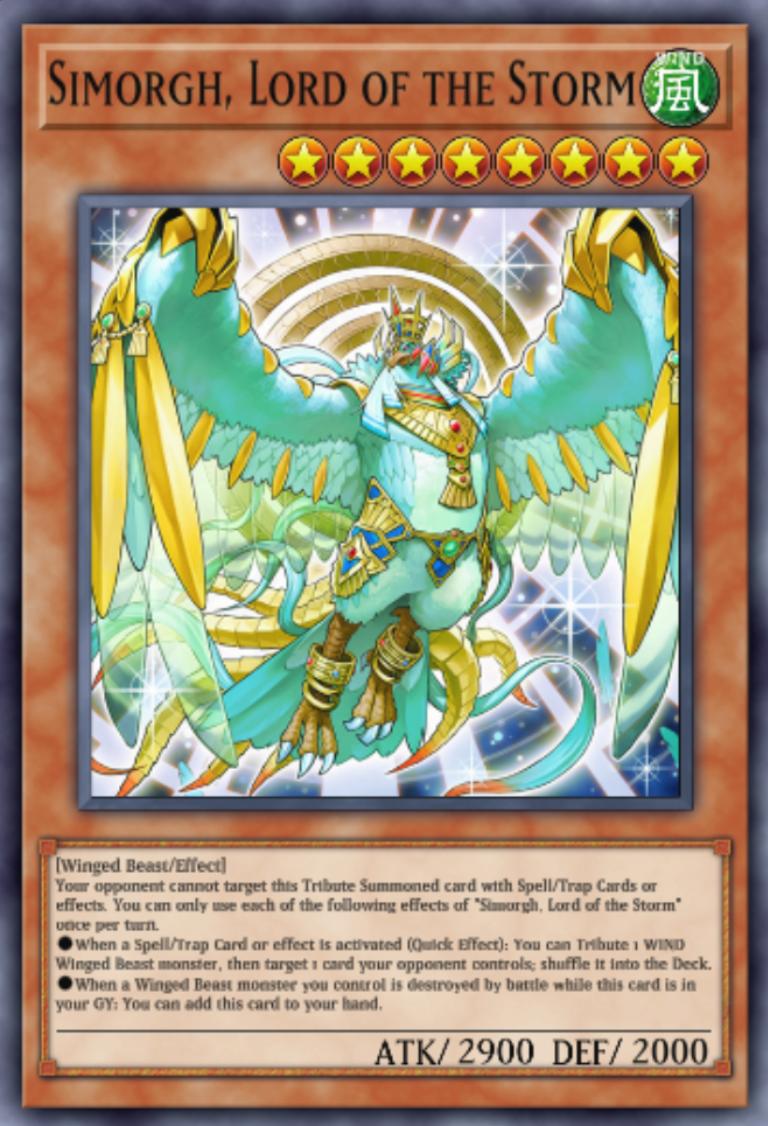 Simorgh, Lord of the Storm
WIND
風
[Winged Beast/Effect]
Your opponent cannot target this Tribute Summoned card with Spell/Trap Cards or
effects. You can only use each of the following effects of "Simorgh, Lord of the Storm"
once per turn.
●When a Spell/Trap Card or effect is activated (Quick Effect): You can Tribute 1 WIND
Winged Beast monster, then target 1 card your opponent controls; shuffle it into the Deck.
●When a Winged Beast monster you control is destroyed by battle while this card is in
your GY: You can add this card to your hand.
ATK/ 2900 DEF/ 2000